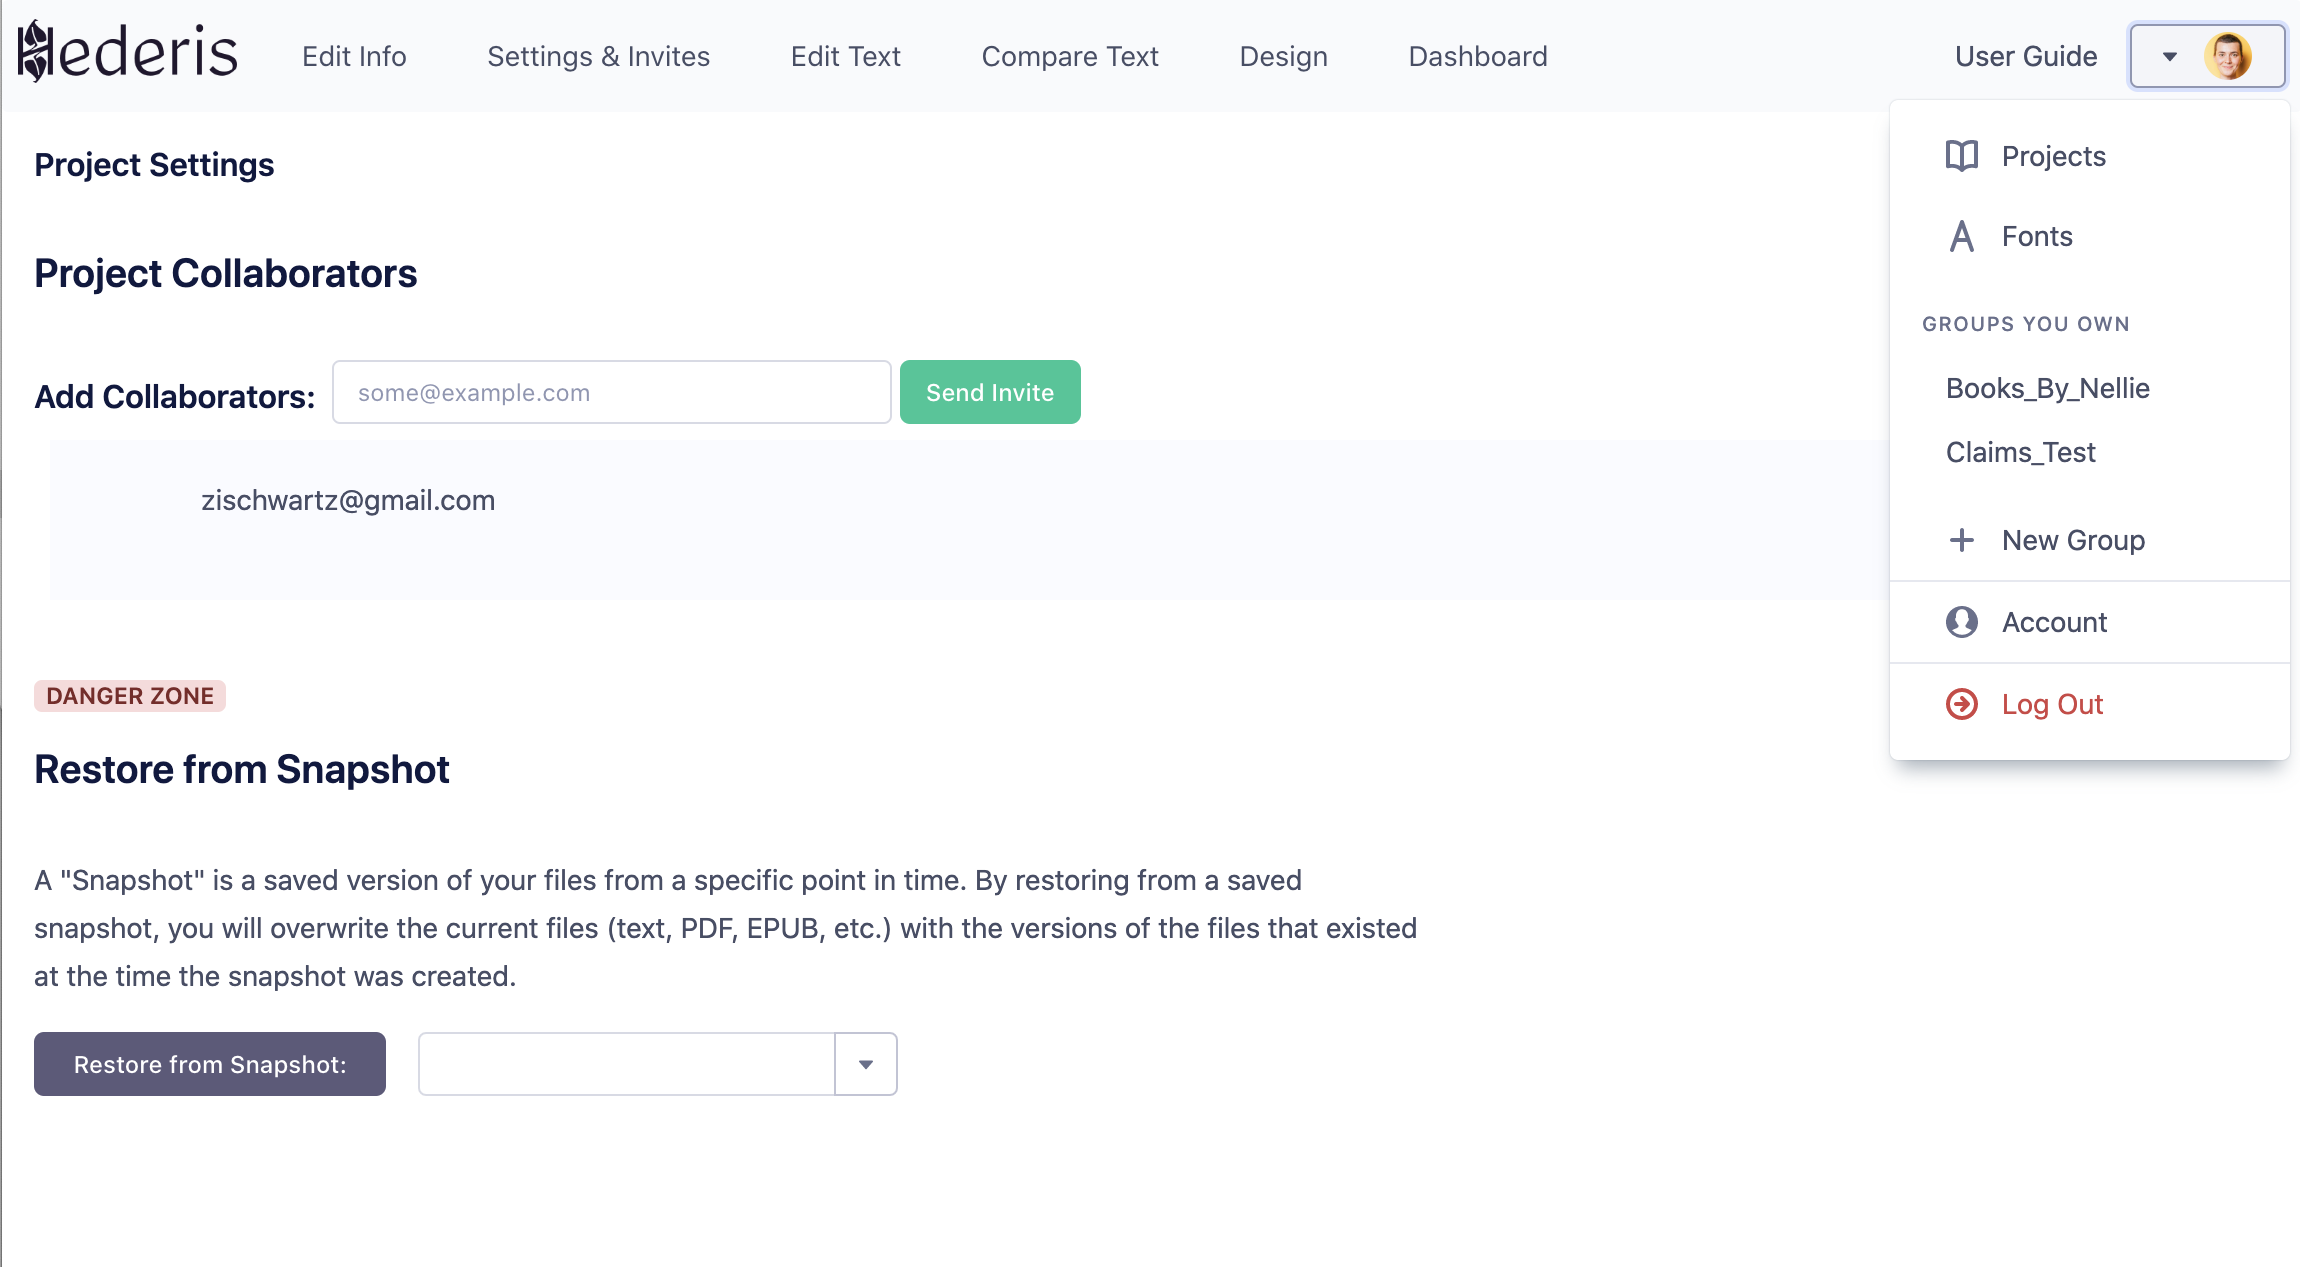 Hederis
Edit Info
Settings & Invites
Edit Text
Compare Text
Design
Dashboard
User Guide
Project Settings
Project Collaborators
Add Collaborators:
some@example.com
Send Invite
zischwartz@gmail.com
DANGER ZONE
Restore from Snapshot
A "Snapshot" is a saved version of your files from a specific point in time. By restoring from a saved
snapshot, you will overwrite the current files (text, PDF, EPUB, etc.) with the versions of the files that existed
at the time the snapshot was created.
Restore from Snapshot:
Projects
Fonts
GROUPS YOU OWN
Books_By_Nellie
Claims_Test
New Group
Account
Log Out